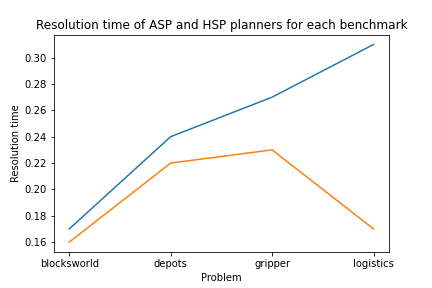 Resolution time of ASP and HSP planners for each benchmark
0.30
0.28
0.26
0.24
0.22
0.20
0.18
0.16
Resolution time
blocksworld depots gripper logistics
Problem